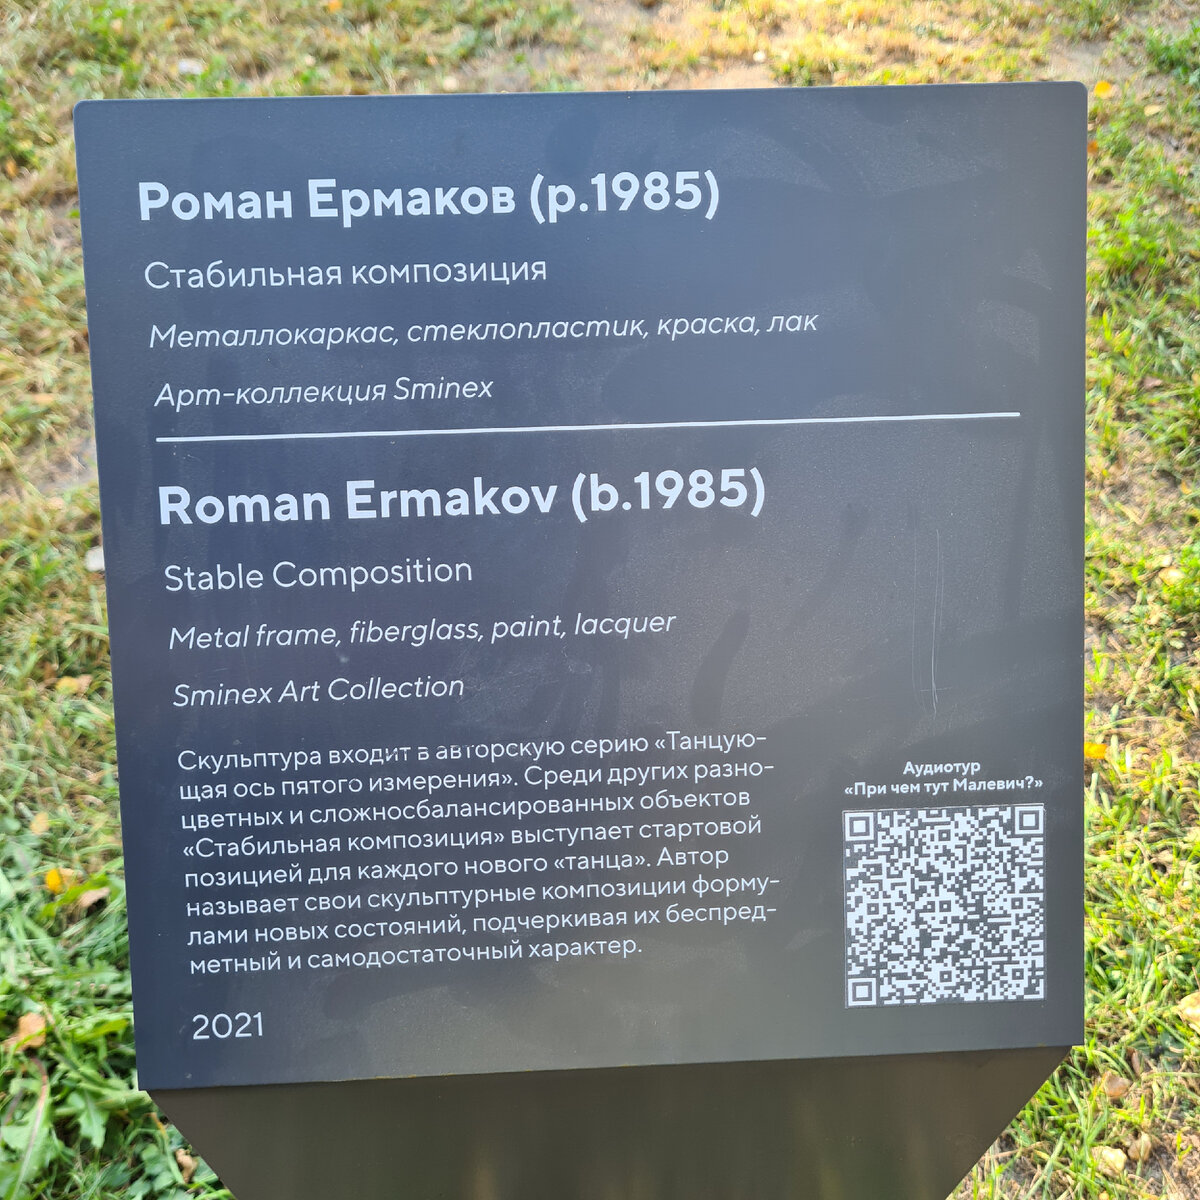 Роман Ермаков (р.1985)
Стабильная композиция
Металлокаркас, стеклопластик, краска, лак
Арт-коллекция Sminex
Roman Ermakov (b.1985)
Stable Composition
Metal frame, fiberglass, paint, lacquer
Sminex Art Collection
Скульптура входит в авторскую серию «Танцую-
щая ось пятого измерения». Среди других разно-
цветных и сложносбалансированных объектов
«Стабильная композиция» выступает стартовой
позицией для каждого нового «танца». Автор
называет свои скульптурные композиции форму-
лами новых состояний, подчеркивая их беспред-
метный и самодостаточный характер.
2021
Аудиотур
«При чем тут Малевич?»